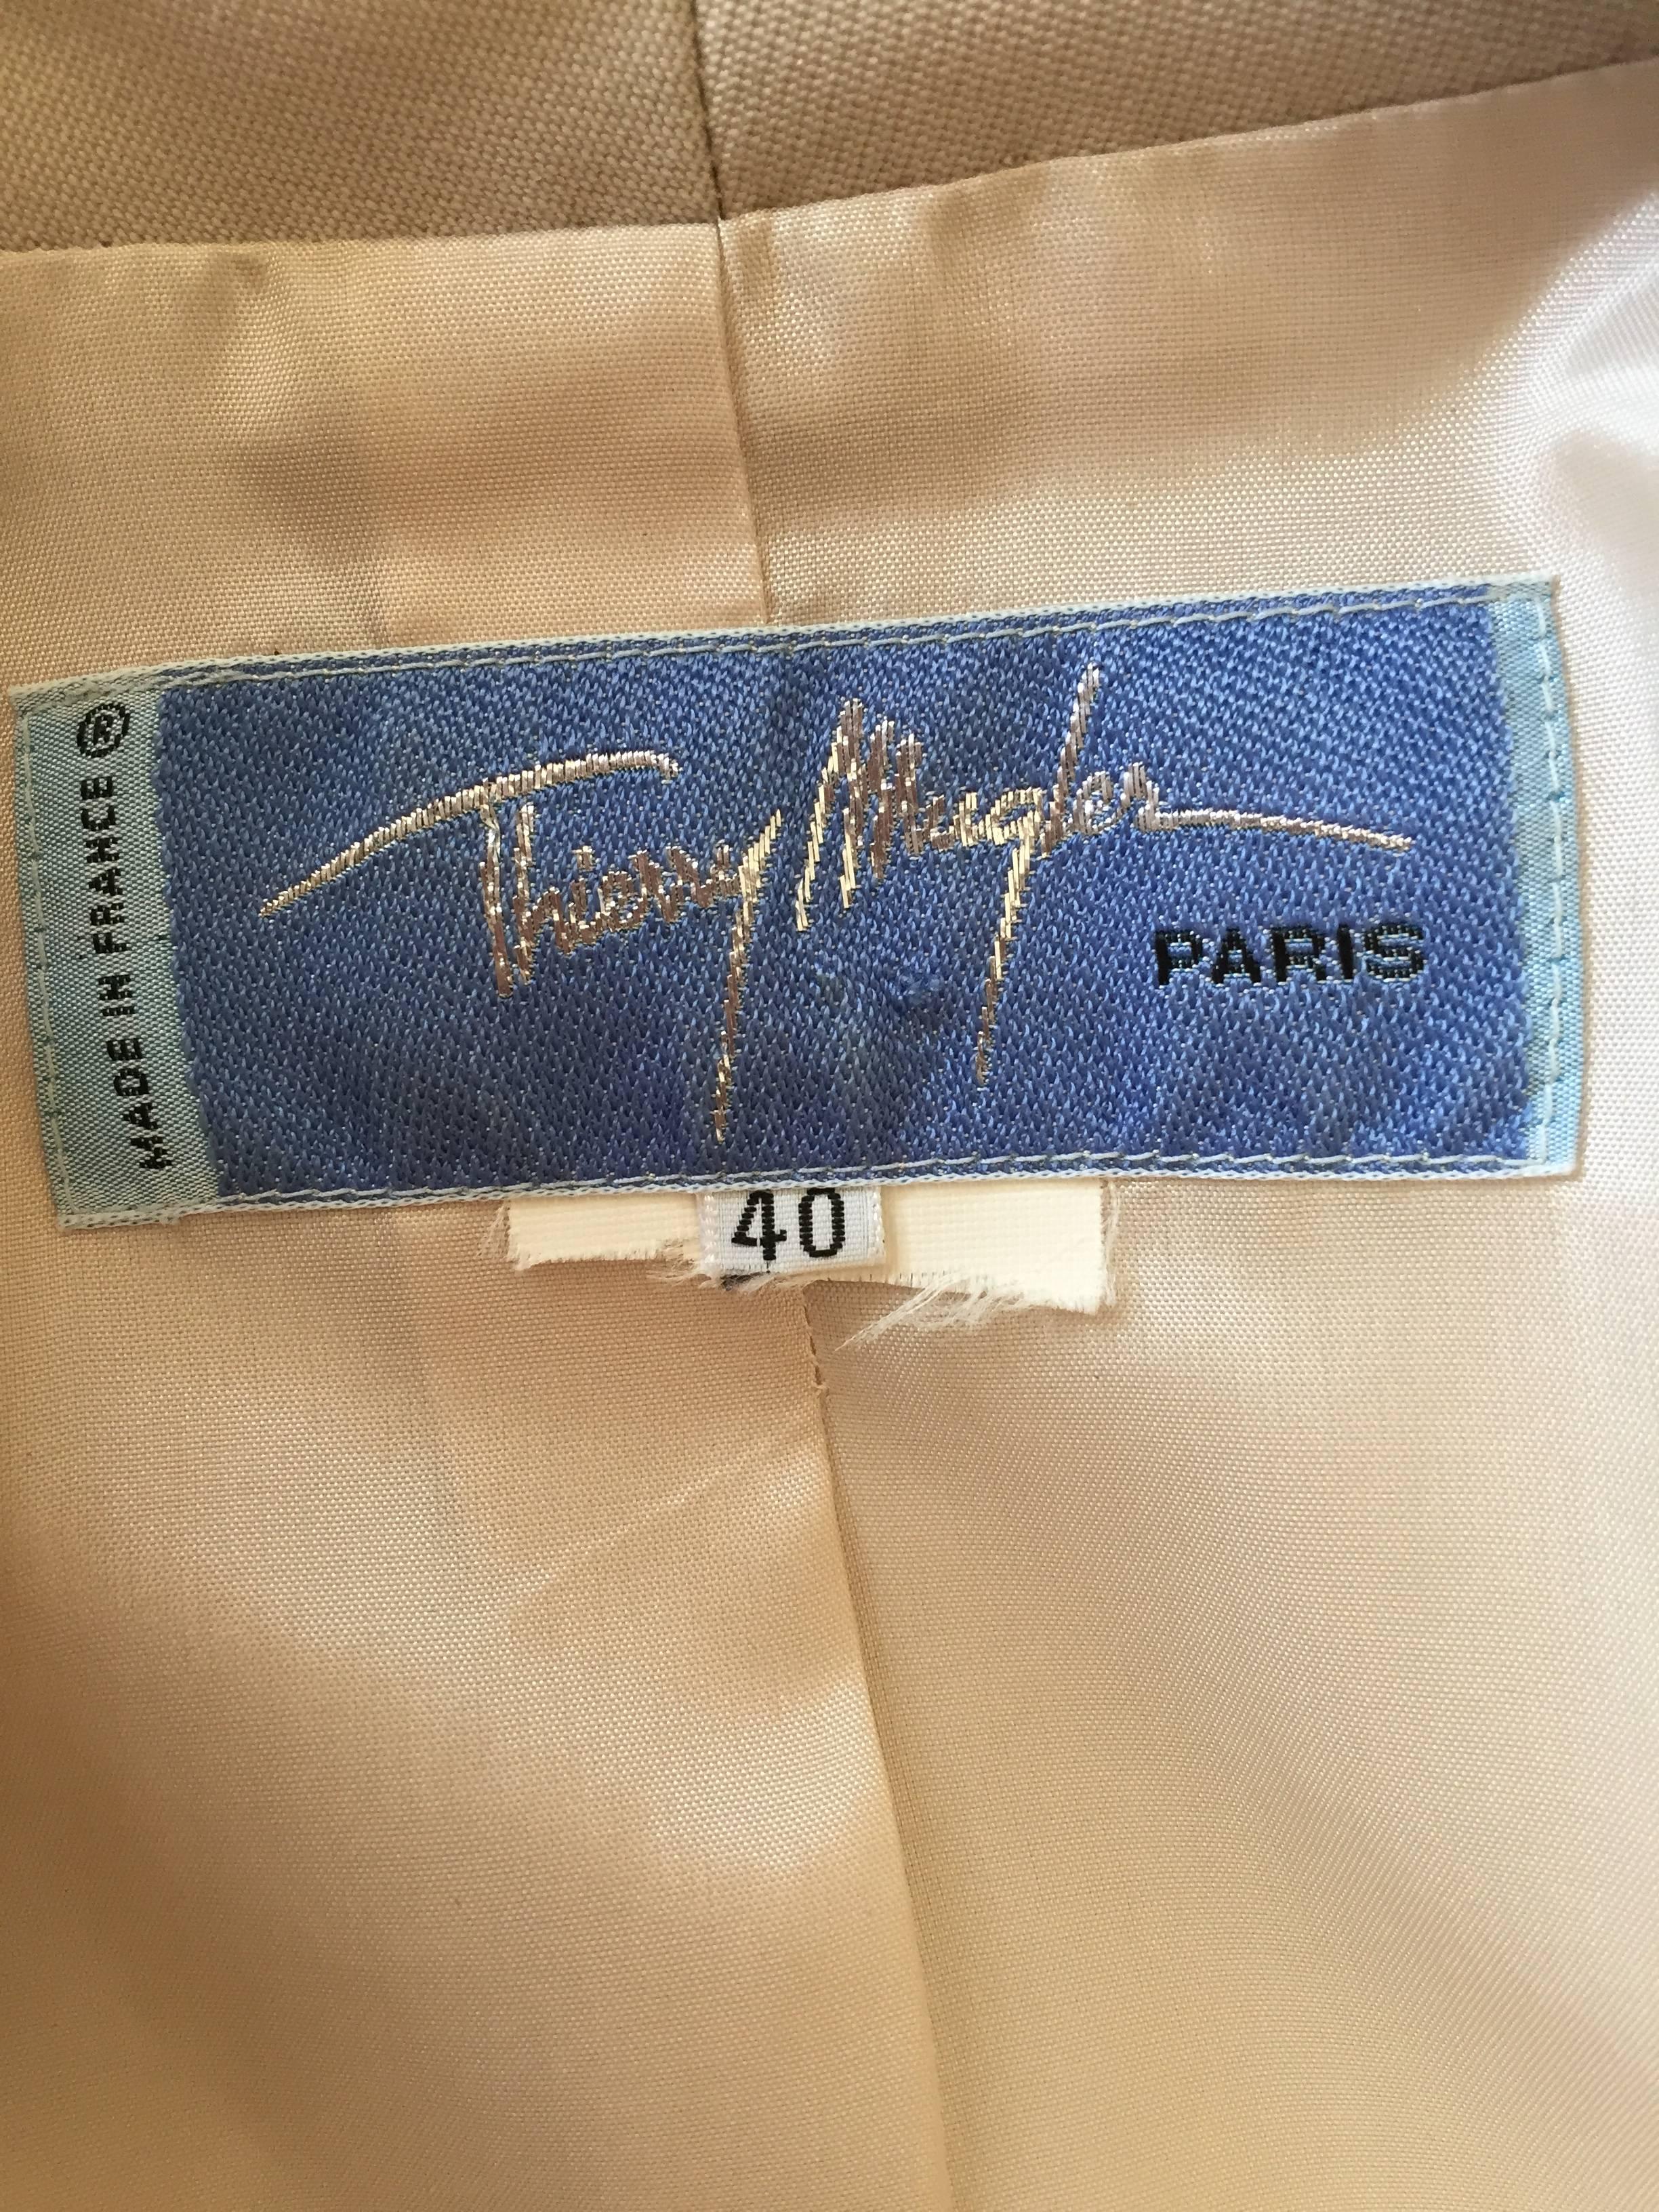 MADE IN FRANCE ®
Thierry Mugler
PARIS
40